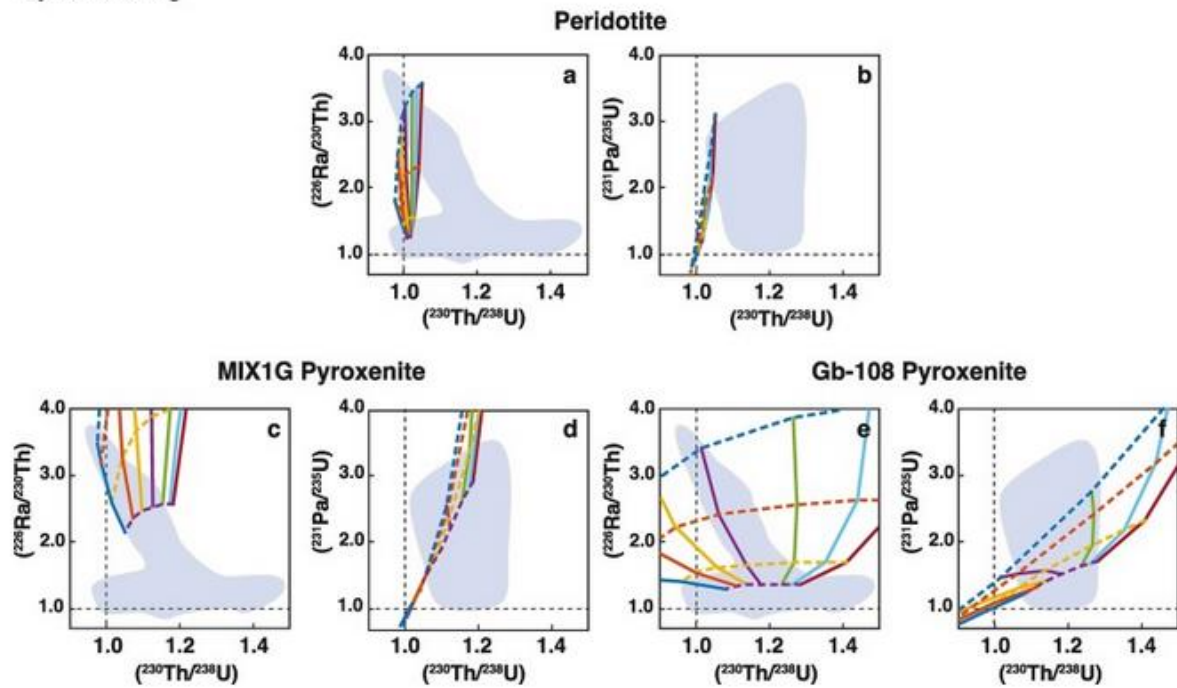 Peridotite
4.0
3.0
2.0
1.0
(²²⁶Ra/²³⁰Th)
a
1.0 1.2 1.4
(²³⁰Th/²³⁸U)
4.0
3.0
2.0
1.0
(²³¹Pa/²³⁵U)
b
1.0 1.2 1.4
(²³⁰Th/²³⁸U)
MIX1G Pyroxenite
4.0
3.0
2.0
1.0
(²²⁶Ra/²³⁰Th)
c
1.0 1.2 1.4
(²³⁰Th/²³⁸U)
4.0
3.0
2.0
1.0
(²³¹Pa/²³⁵U)
d
1.0 1.2 1.4
(²³⁰Th/²³⁸U)
Gb-108 Pyroxenite
4.0
3.0
2.0
1.0
(²²⁶Ra/²³⁰Th)
e
1.0 1.2 1.4
(²³⁰Th/²³⁸U)
4.0
3.0
2.0
1.0
(²³¹Pa/²³⁵U)
f
1.0 1.2 1.4
(²³⁰Th/²³⁸U)